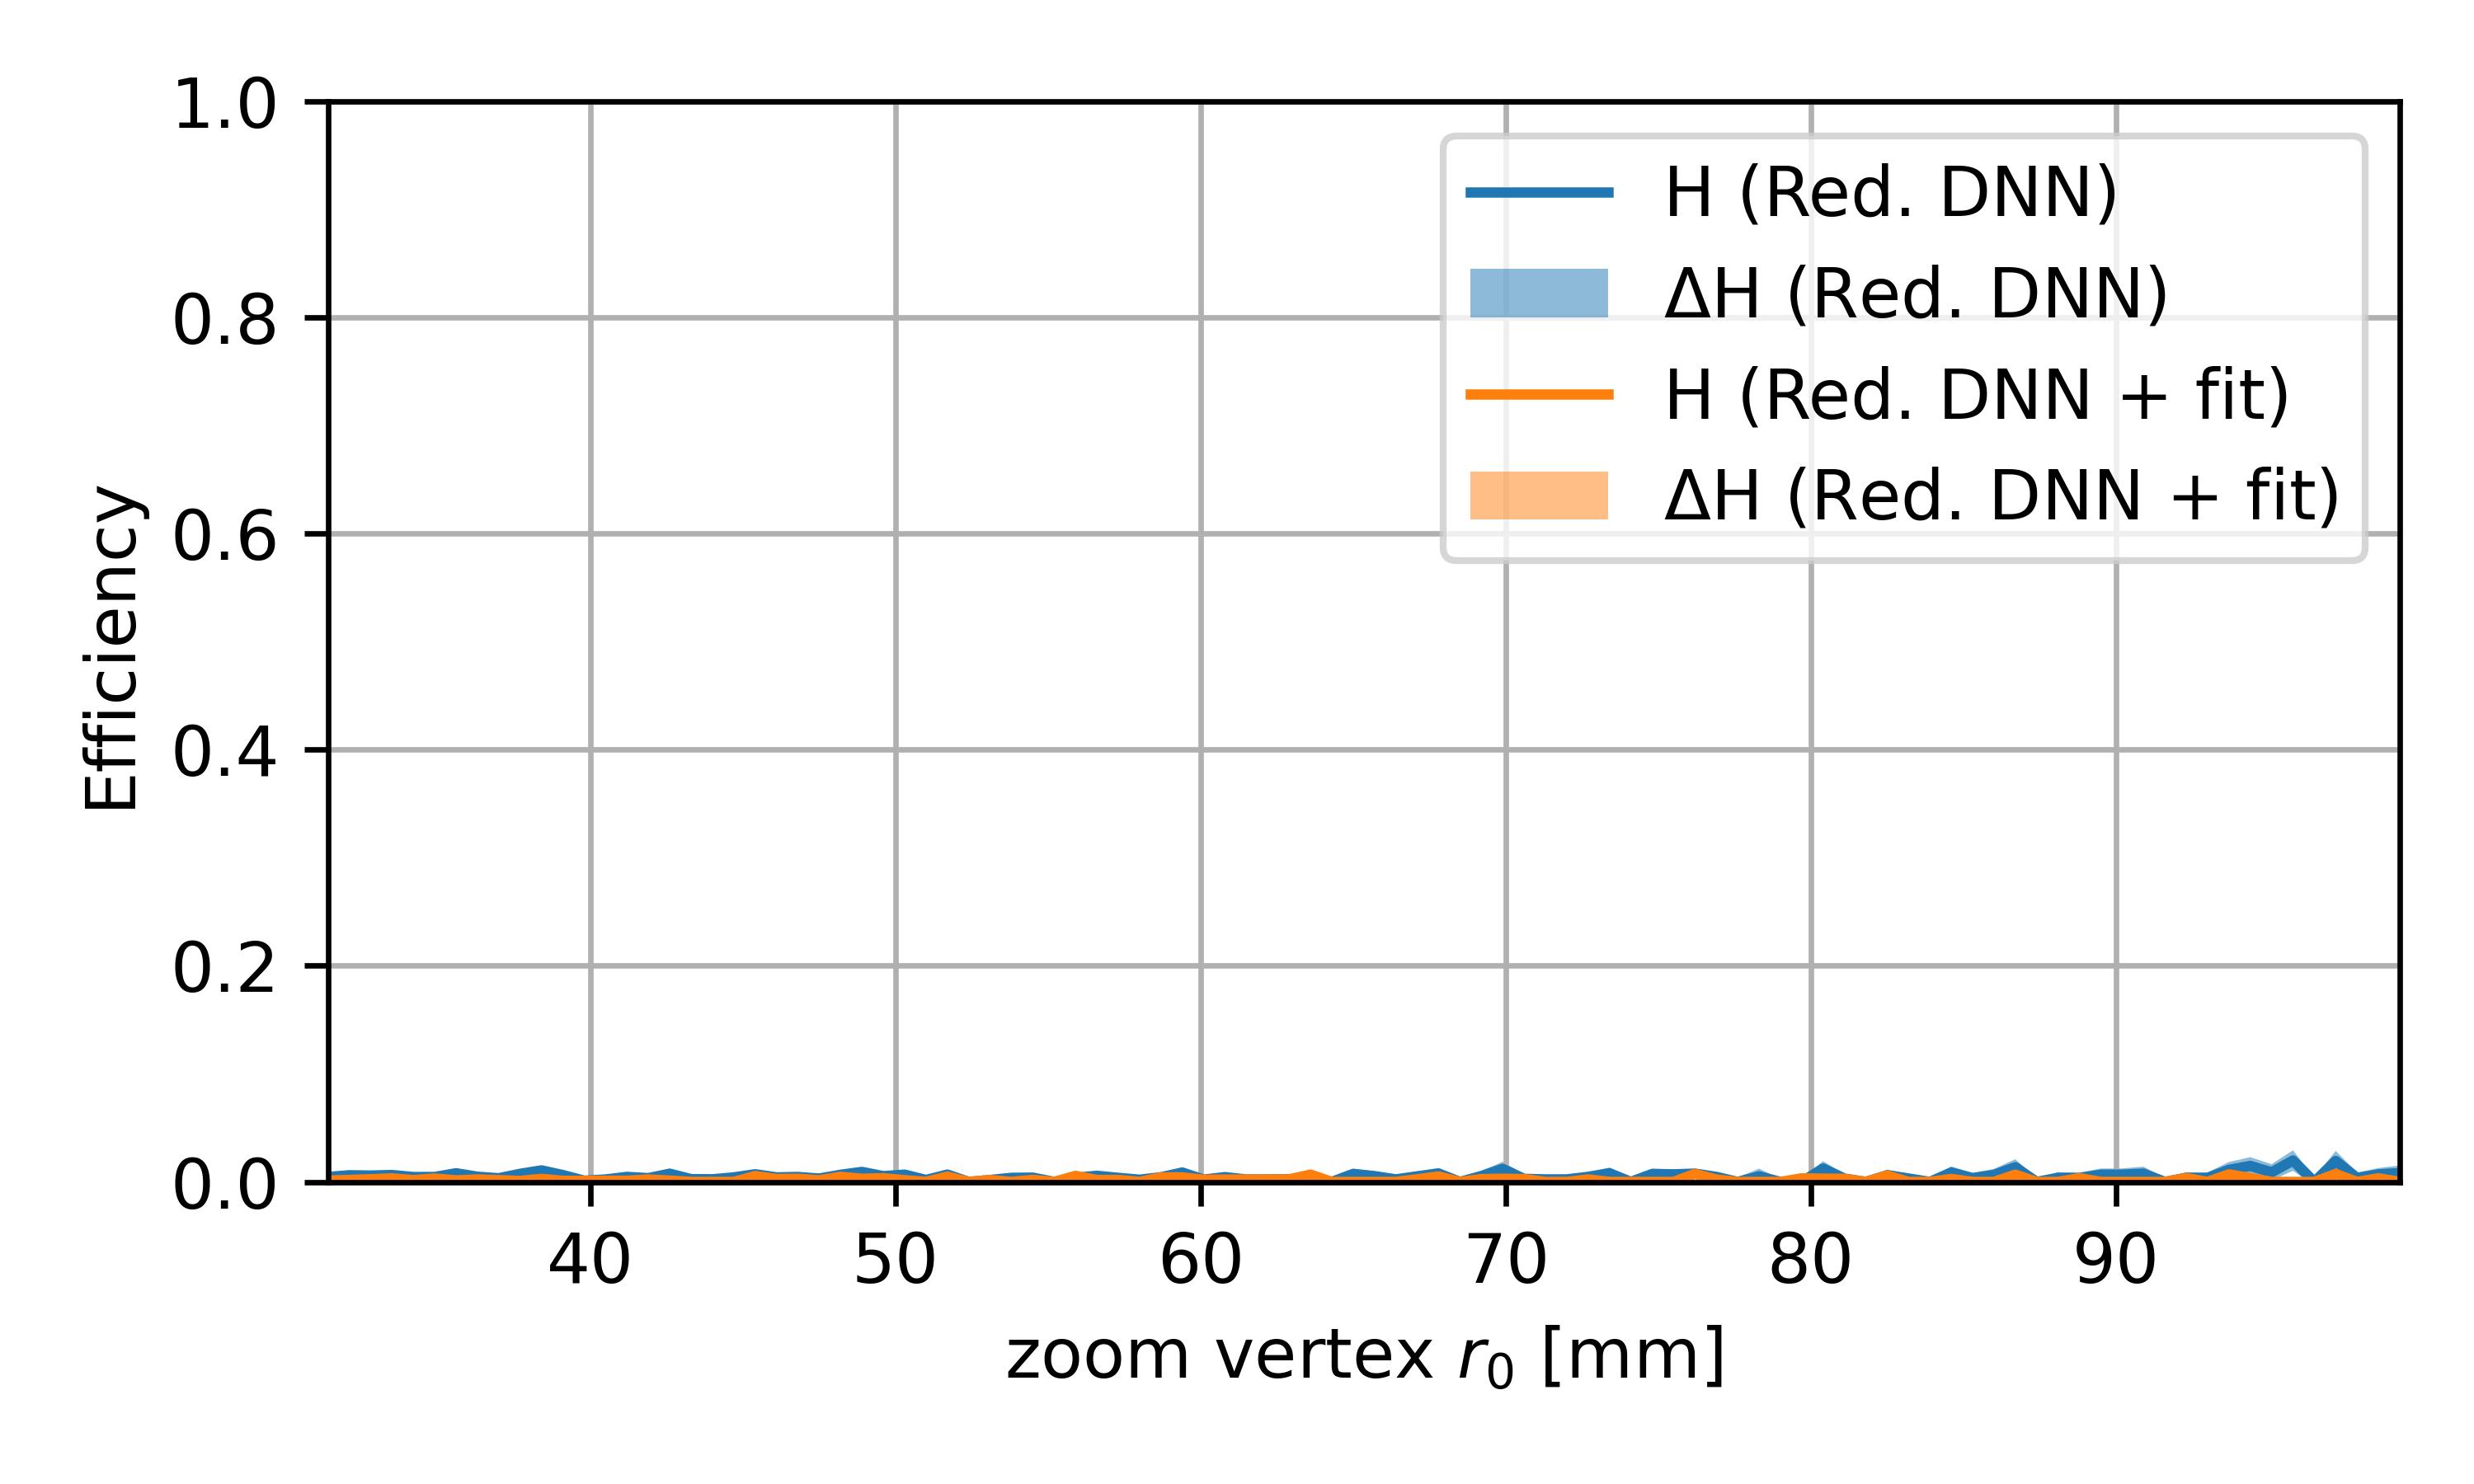 1.0
0.8
0.6
0.4
0.2
0.0
Efficiency
H (Red. DNN)
ΔH (Red. DNN)
H (Red. DNN + fit)
ΔH (Red. DNN + fit)
40 50 60 70 80 90
zoom vertex r₀ [mm]